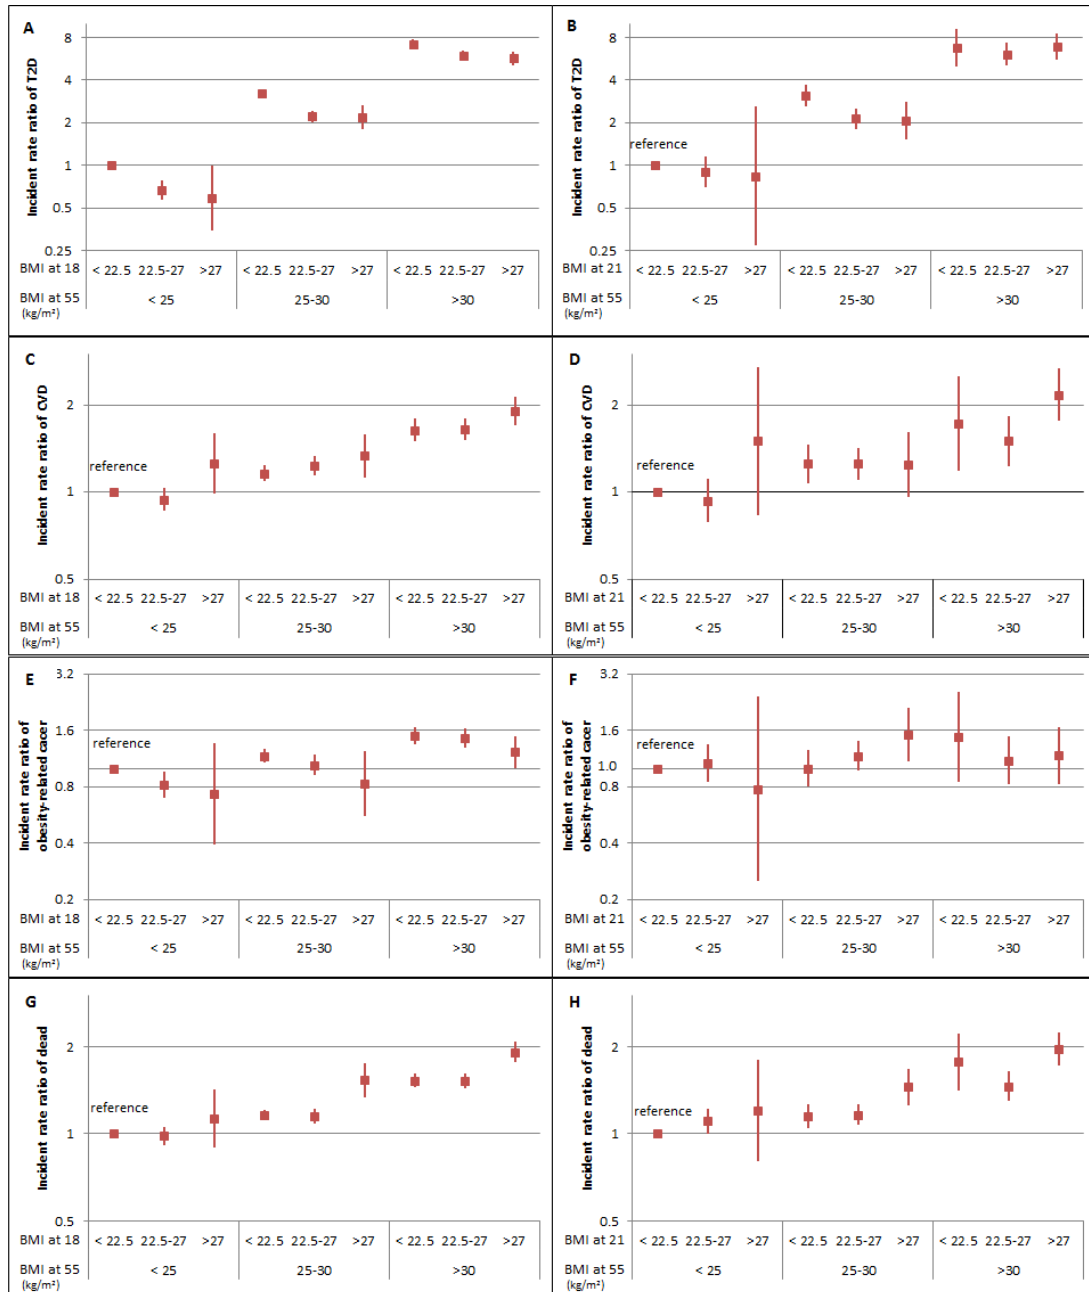 A
Incident rate ratio of T2D
8
4
2
1
0.5
0.25
BMI at 18 < 22.5 22.5-27 >27 < 22.5 22.5-27 >27 < 22.5 22.5-27 >27
BMI at 55 < 25 25-30 >30
(kg/m²)
B
Incident rate ratio of T2D
8
4
2
reference
1
0.5
0.25
BMI at 21 < 22.5 22.5-27 >27 < 22.5 22.5-27 >27 < 22.5 22.5-27 >27
BMI at 55 < 25 25-30 >30
(kg/m²)
C
Incident rate ratio of CVD
2
reference
1
0.5
BMI at 18 < 22.5 22.5-27 >27 < 22.5 22.5-27 >27 < 22.5 22.5-27 >27
BMI at 55 < 25 25-30 >30
(kg/m²)
D
Incident rate ratio of CVD
2
reference
1
0.5
BMI at 21 < 22.5 22.5-27 >27 < 22.5 22.5-27 >27 < 22.5 22.5-27 >27
BMI at 55 < 25 25-30 >30
(kg/m²)
E
Incident rate ratio of
obesity-related cacer
3.2
1.6
reference
0.8
0.4
0.2
BMI at 18 < 22.5 22.5-27 >27 < 22.5 22.5-27 >27 < 22.5 22.5-27 >27
BMI at 55 < 25 25-30 >30
(kg/m²)
F
Incident rate ratio of
obesity-related cacer
3.2
1.6
reference
1.0
0.8
0.4
0.2
BMI at 21 < 22.5 22.5-27 >27 < 22.5 22.5-27 >27 < 22.5 22.5-27 >27
BMI at 55 < 25 25-30 >30
(kg/m²)
G
Incident rate ratio of dead
2
reference
1
0.5
BMI at 18 < 22.5 22.5-27 >27 < 22.5 22.5-27 >27 < 22.5 22.5-27 >27
BMI at 55 < 25 25-30 >30
(kg/m²)
H
Incident rate ratio of dead
2
reference
1
0.5
BMI at 21 < 22.5 22.5-27 >27 < 22.5 22.5-27 >27 < 22.5 22.5-27 >27
BMI at 55 < 25 25-30 >30
(kg/m²)